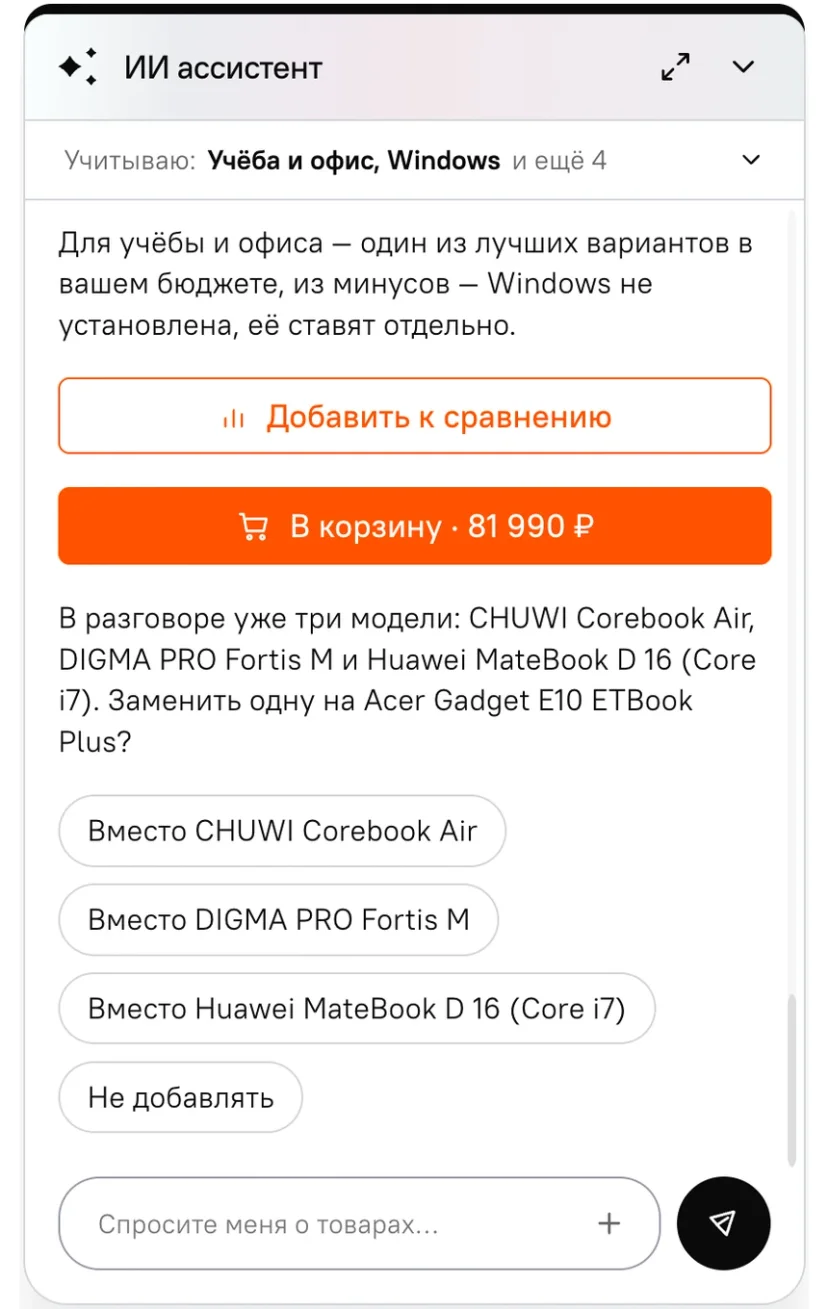 ИИ ассистент
Учитываю: Учёба и офис, Windows и ещё 4
Для учёбы и офиса — один из лучших вариантов в
вашем бюджете, из минусов — Windows не
установлена, её ставят отдельно.
Добавить к сравнению
В корзину · 81 990 ₽
В разговоре уже три модели: CHUWI Corebook Air,
DIGMA PRO Fortis M и Huawei MateBook D 16 (Core
i7). Заменить одну на Acer Gadget E10 ETBook
Plus?
Вместо CHUWI Corebook Air
Вместо DIGMA PRO Fortis M
Вместо Huawei MateBook D 16 (Core i7)
Не добавлять
Спросите меня о товарах...